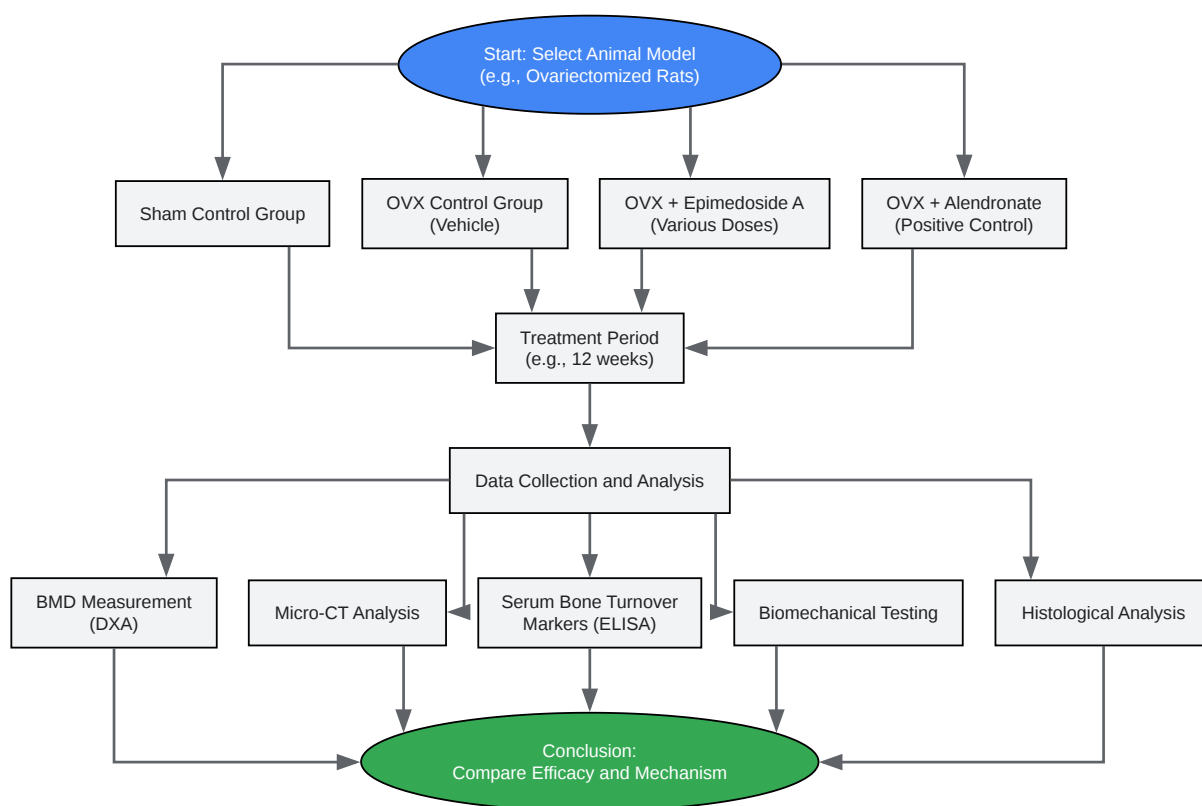 Start: Select Animal Model
(e.g., Ovariectomized Rats)
Sham Control Group
OVX Control Group
(Vehicle)
OVX + Epimedoside A
(Various Doses)
OVX + Alendronate
(Positive Control)
Treatment Period
(e.g., 12 weeks)
Data Collection and Analysis
BMD Measurement
(DXA)
Micro-CT Analysis
Serum Bone Turnover
Markers (ELISA)
Biomechanical Testing
Histological Analysis
Conclusion:
Compare Efficacy and Mechanism